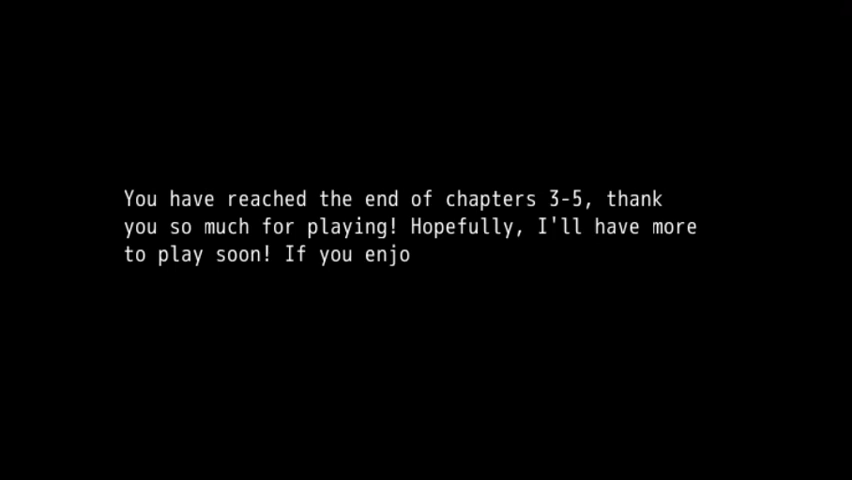 You have reached the end of chapters 3-5, thank
you so much for playing! Hopefully, I'll have more
to play soon! If you enjo